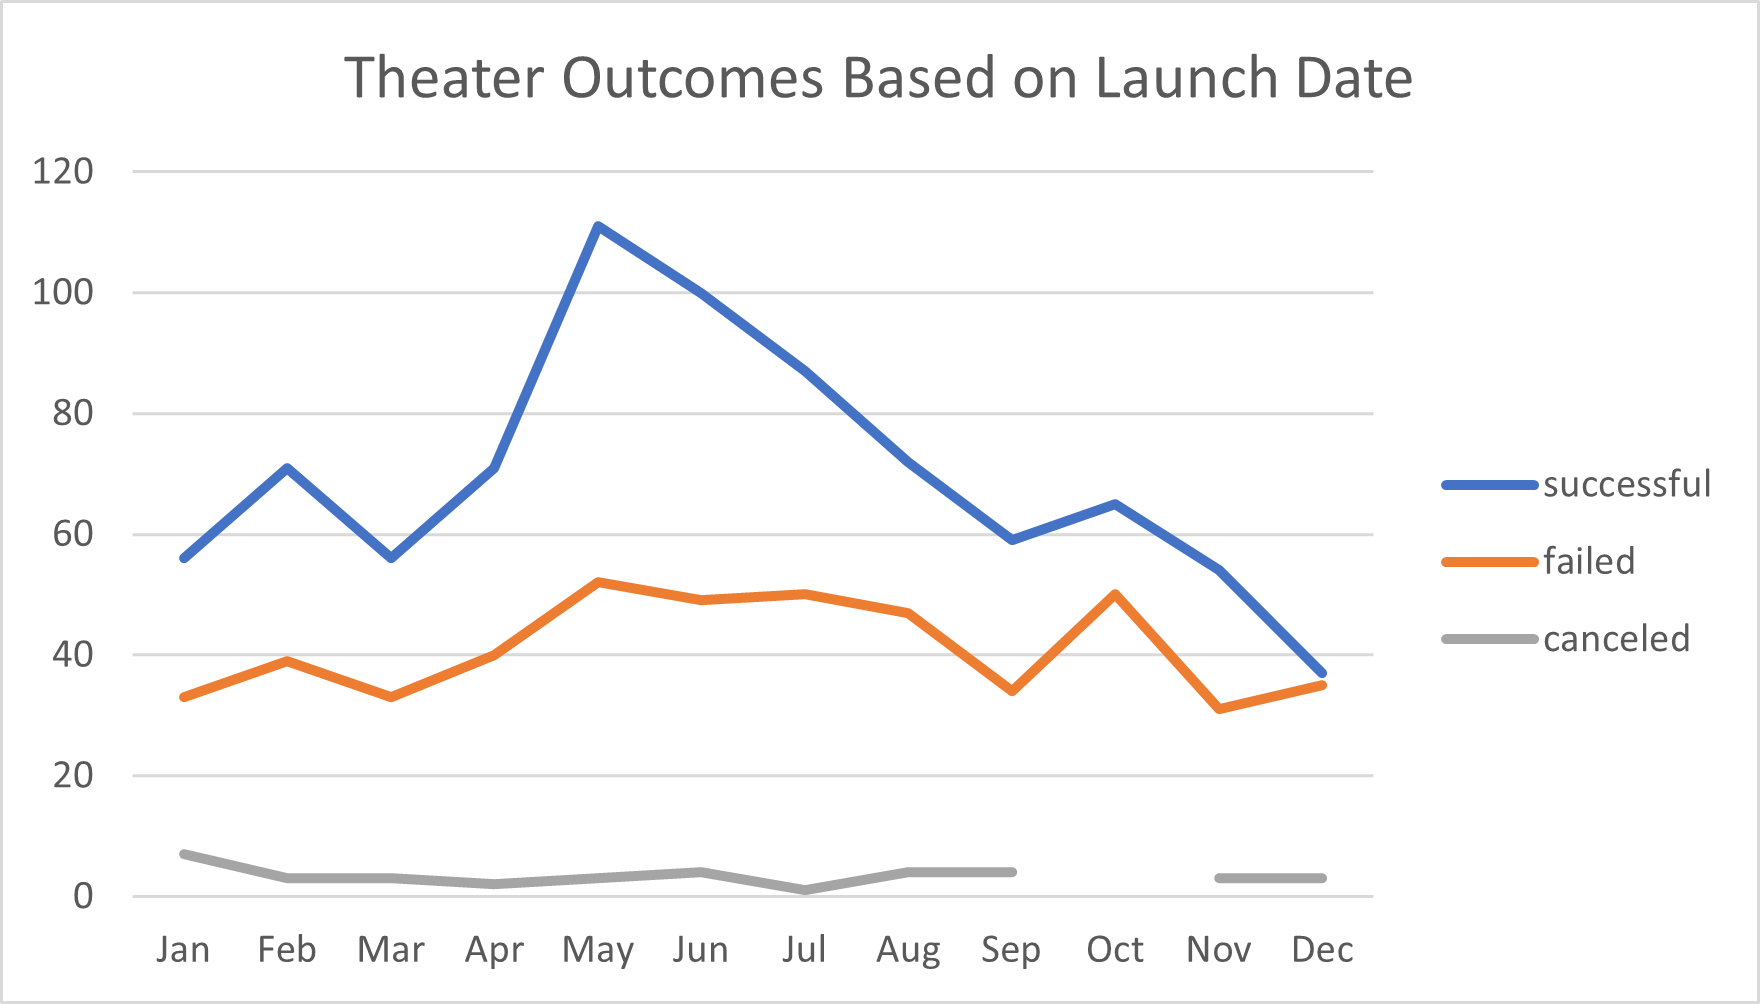 Theater Outcomes Based on Launch Date
120
100
80
60
40
20
0
Jan Feb Mar Apr May Jun Jul Aug Sep Oct Nov Dec
successful
failed
canceled